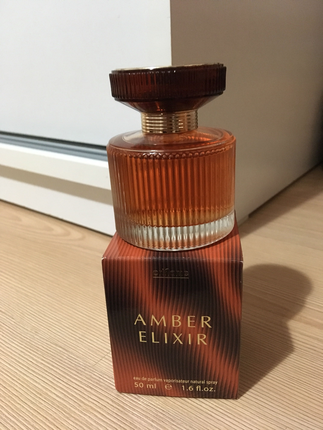 AMBER
ELIXIR
eau de parfum vaporisateur natural spray
50 ml ℮ 1.6 fl.oz.